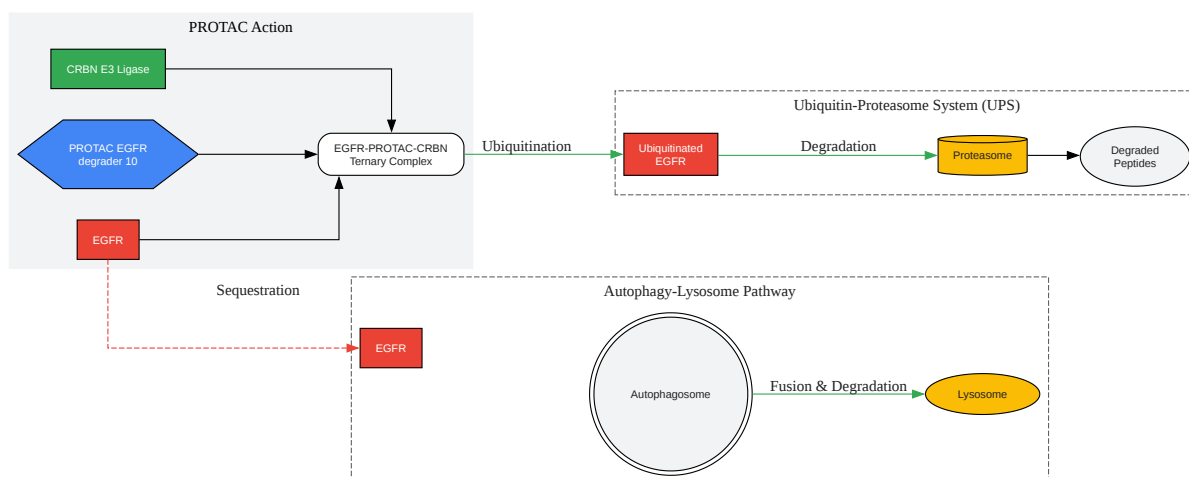 PROTAC Action
CRBN E3 Ligase
PROTAC EGFR
degrader 10
EGFR
EGFR-PROTAC-CRBN
Ternary Complex
Ubiquitination
Ubiquitin-Proteasome System (UPS)
Ubiquitinated
EGFR
Degradation
Proteasome
Degraded
Peptides
Sequestration
Autophagy-Lysosome Pathway
EGFR
Autophagosome
Fusion & Degradation
Lysosome